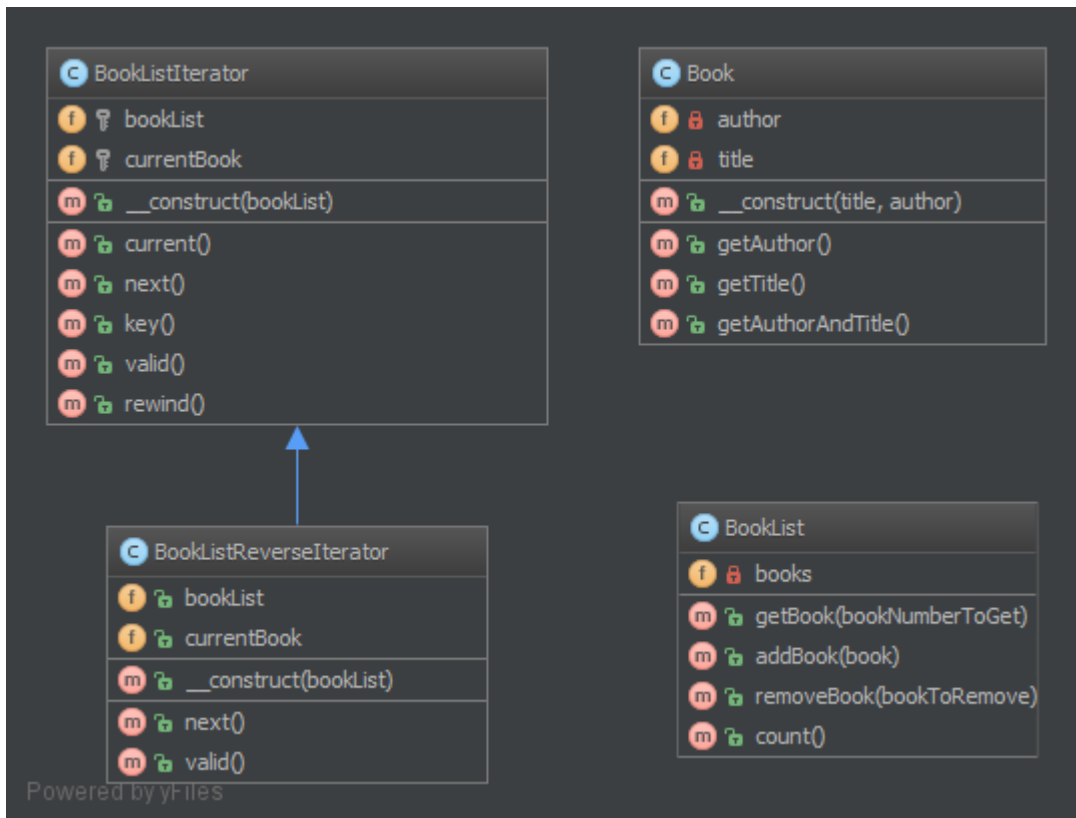 BookListIterator
bookList
currentBook
__construct(bookList)
current()
next()
key()
valid()
rewind()
Book
author
title
__construct(title, author)
getAuthor()
getTitle()
getAuthorAndTitle()
BookListReverseIterator
bookList
currentBook
__construct(bookList)
next()
valid()
BookList
books
getBook(bookNumberToGet)
addBook(book)
removeBook(bookToRemove)
count()
Powered by yFiles